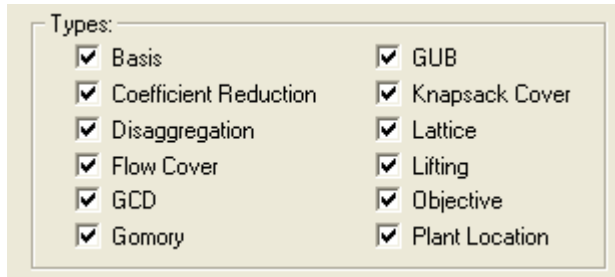 Types:
Basis
Coefficient Reduction
Disaggregation
Flow Cover
GCD
Gomory
GUB
Knapsack Cover
Lattice
Lifting
Objective
Plant Location